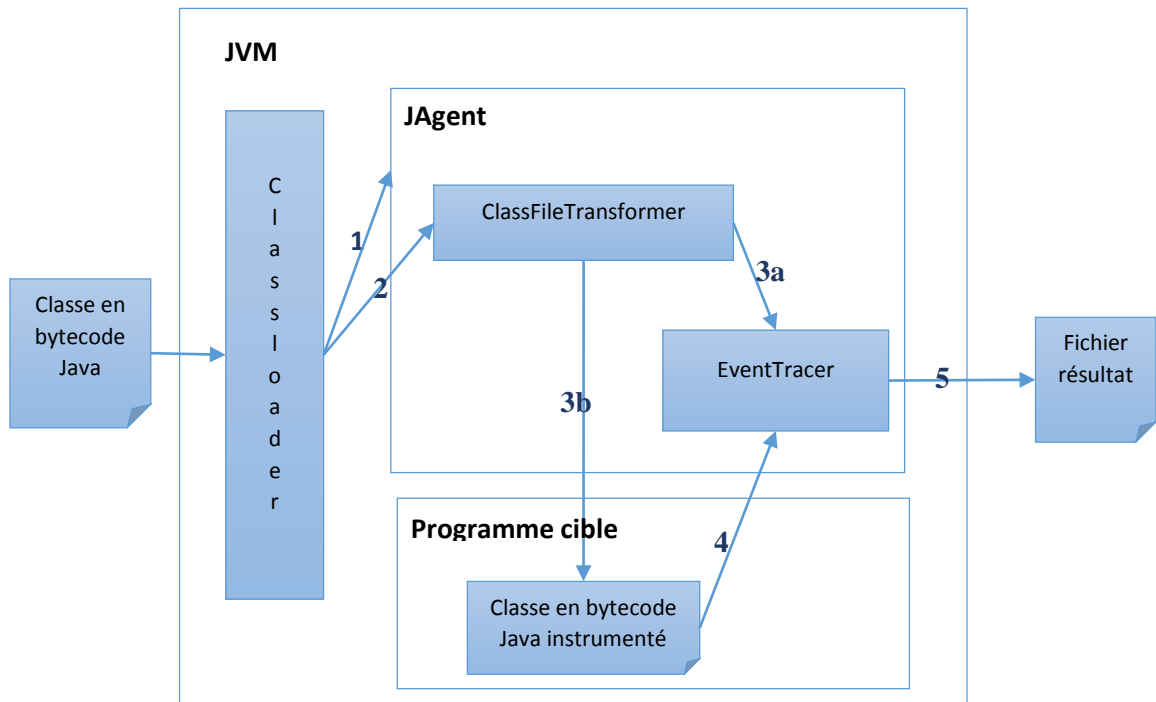 JVM
JAgent
C
l
a
s
s
l
o
a
d
e
r
ClassFileTransformer
1
2
3a
Classe en
bytecode
Java
EventTracer
5
Fichier
résultat
3b
Programme cible
4
Classe en bytecode
Java instrumenté